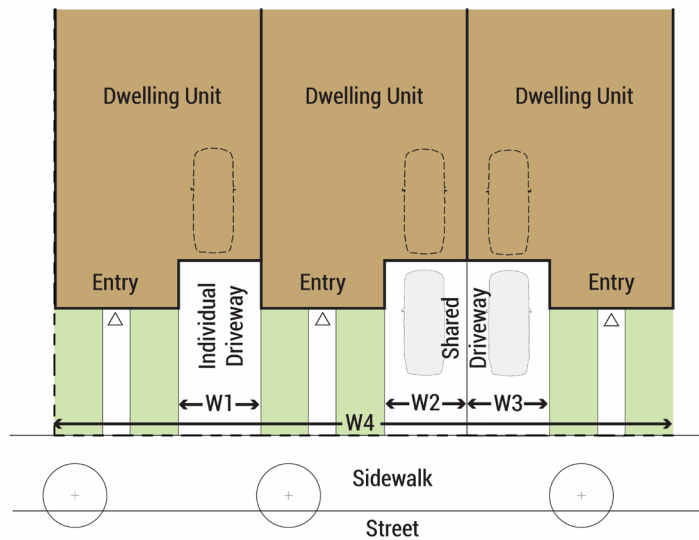 Dwelling Unit
Dwelling Unit
Dwelling Unit
Entry
Individual
Driveway
Entry
Shared
Driveway
Entry
W1
W2
W3
W4
Sidewalk
Street